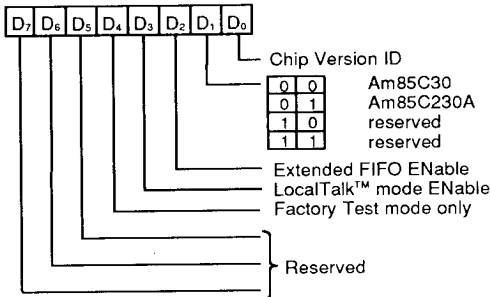 D7 D6 D5 D4 D3 D2 D1 D0
Chip Version ID
0 0 Am85C30
0 1 Am85C230A
1 0 reserved
1 1 reserved
Extended FIFO ENable
LocalTalk™ mode ENable
Factory Test mode only
Reserved